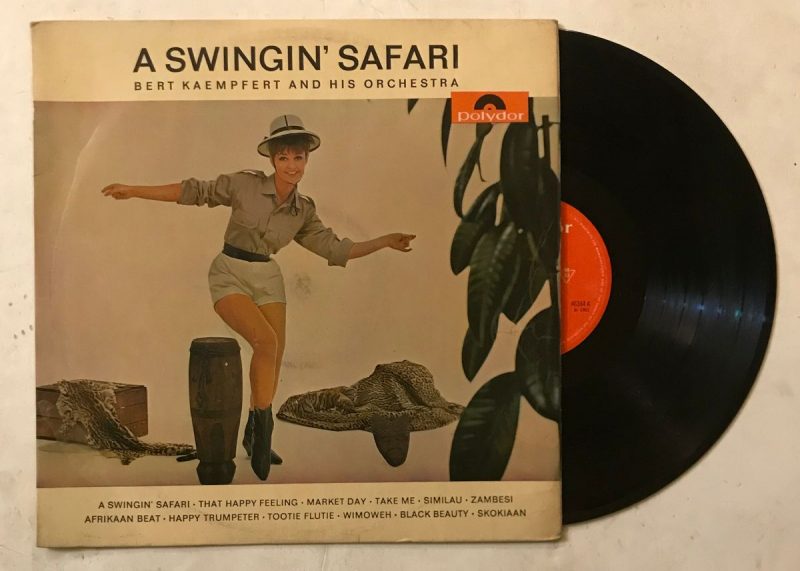 A SWINGIN' SAFARI
BERT KAEMPFERT AND HIS ORCHESTRA
polydor
A SWINGIN' SAFARI · THAT HAPPY FEELING · MARKET DAY · TAKE ME · SIMILAU · ZAMBESI
AFRIKAAN BEAT · HAPPY TRUMPETER · TOOTIE FLUTIE · WIMOWEH · BLACK BEAUTY · SKOKIAAN
or